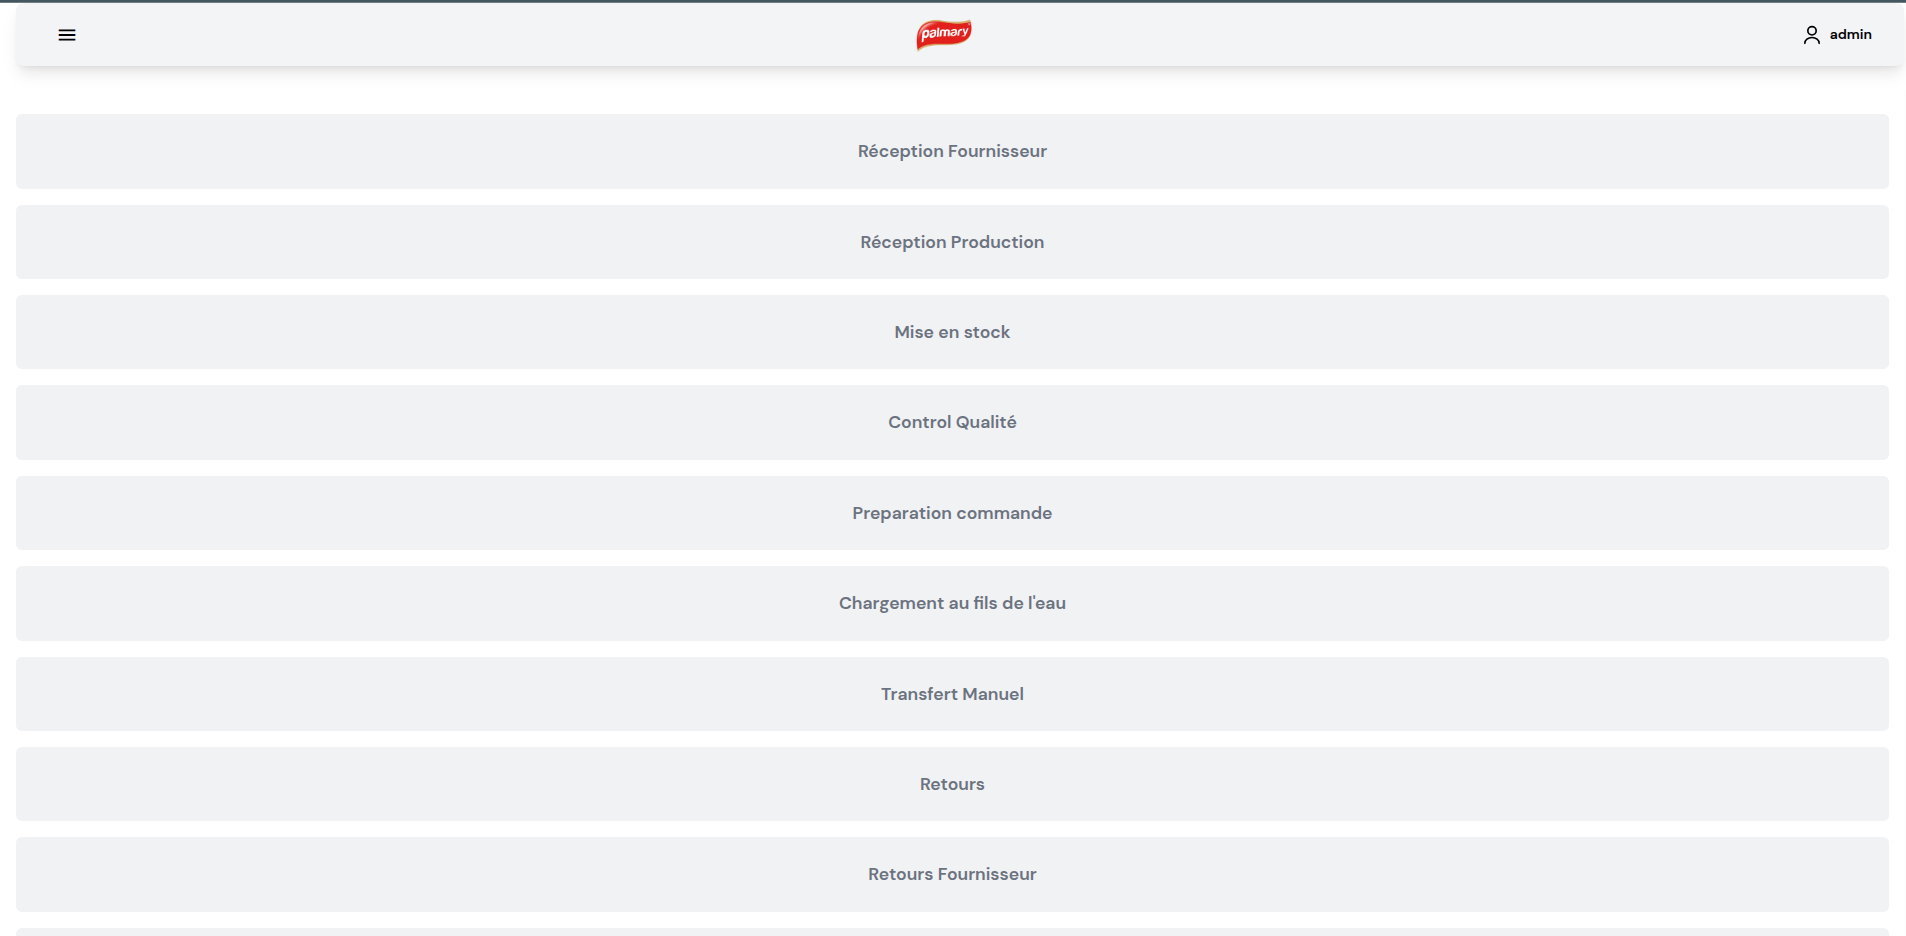 palmary
admin
Réception Fournisseur
Réception Production
Mise en stock
Control Qualité
Preparation commande
Chargement au fils de l'eau
Transfert Manuel
Retours
Retours Fournisseur